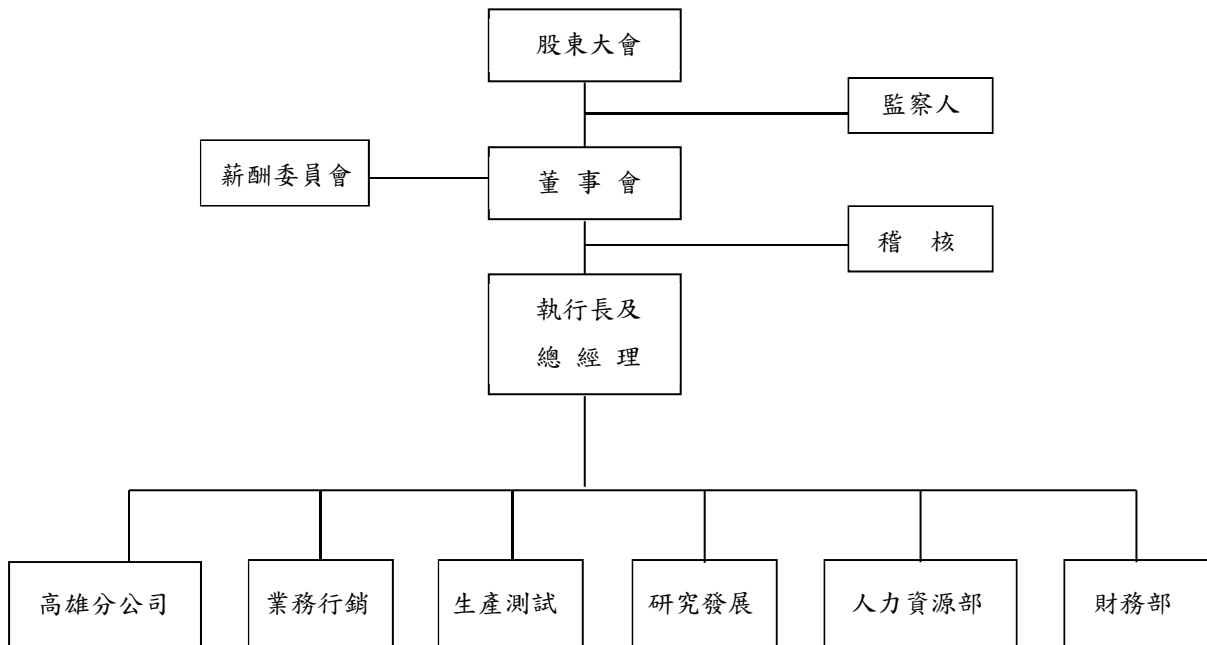 股東大會
監察人
薪酬委員會
董 事 會
稽 核
執行長及
總 經 理
高雄分公司
業務行銷
生產測試
研究發展
人力資源部
財務部